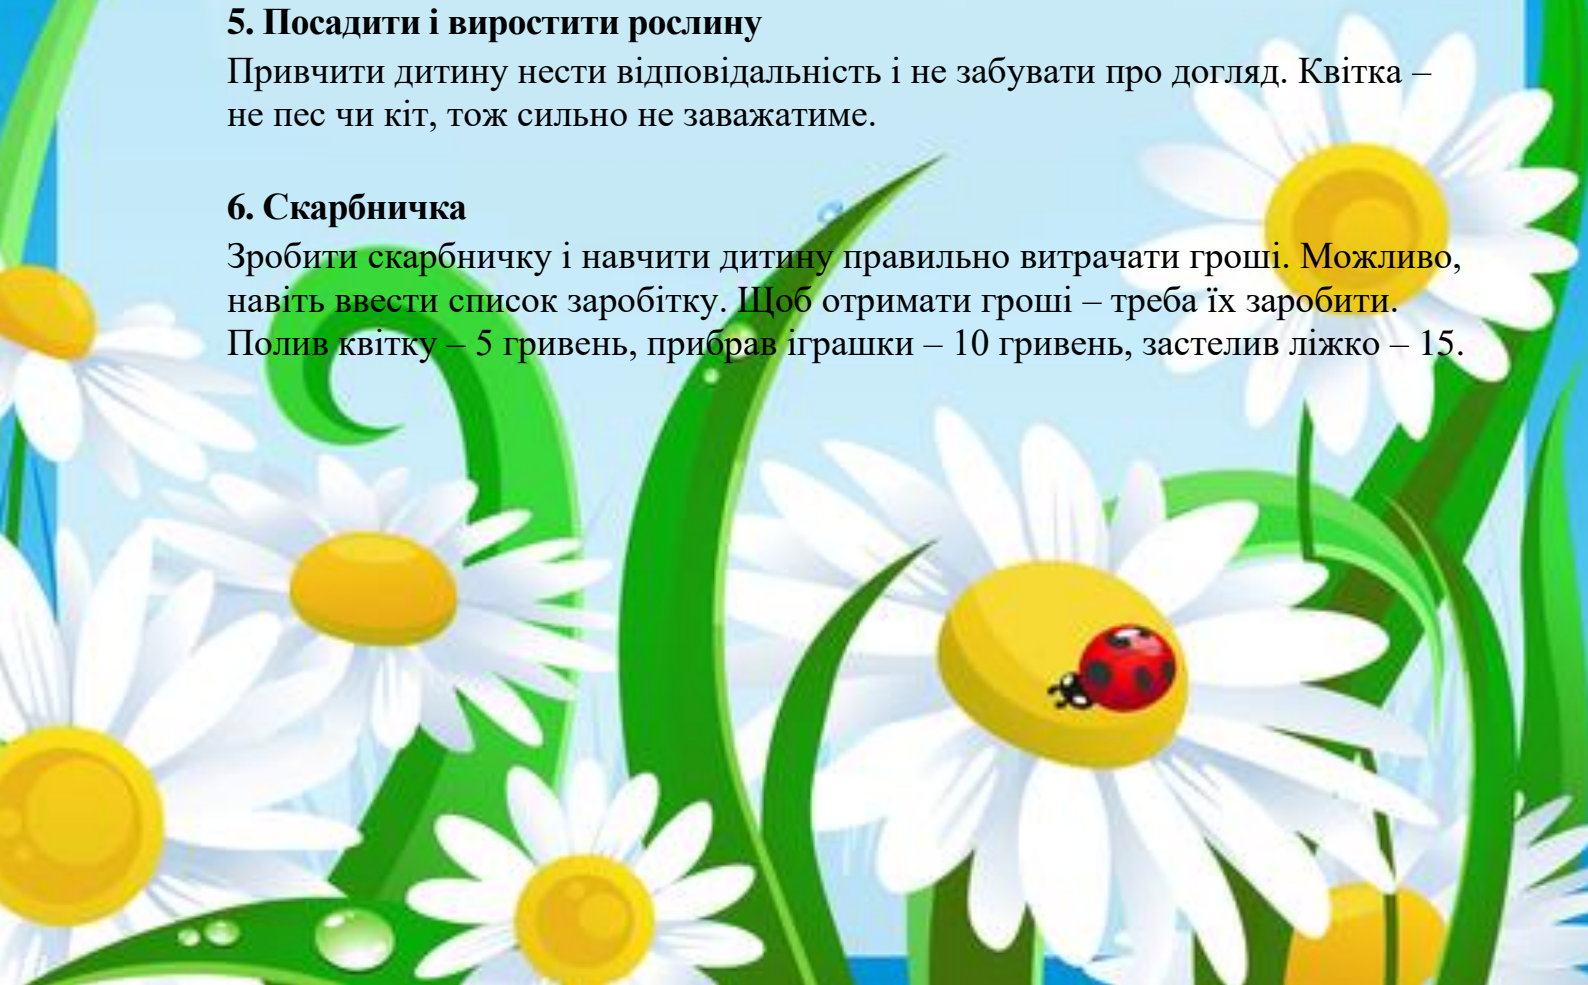 5. Посадити і виростити рослину
Привчити дитину нести відповідальність і не забувати про догляд. Квітка –
не пес чи кіт, тож сильно не заважатиме.
6. Скарбничка
Зробити скарбничку і навчити дитину правильно витрачати гроші. Можливо,
навіть ввести список заробітку. Щоб отримати гроші – треба їх заробити.
Полив квітку – 5 гривень, прибрав іграшки – 10 гривень, застелив ліжко – 15.